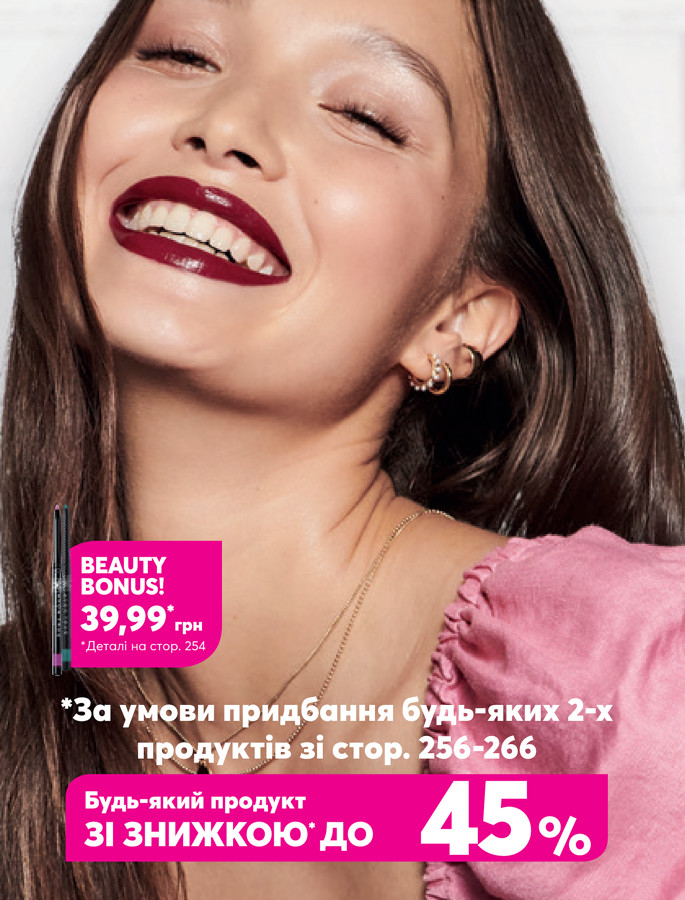 BEAUTY
BONUS!
39,99* грн
*Деталі на стор. 254
*За умови придбання будь-яких 2-х
продуктів зі стор. 256-266
Будь-який продукт
ЗІ ЗНИЖКОЮ* ДО 45%